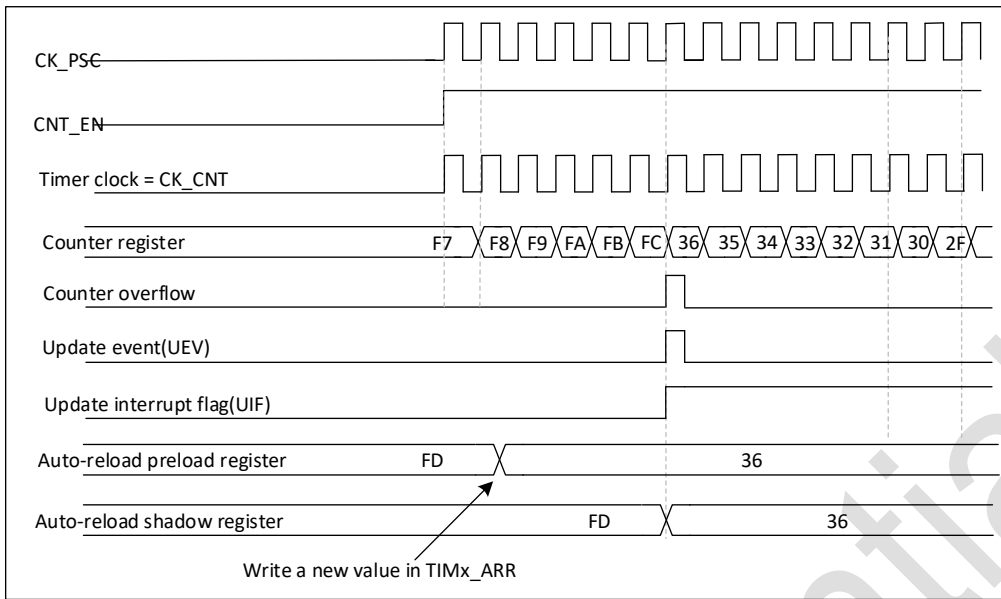 CK_PSC
CNT_EN
Timer clock = CK_CNT
Counter register F7 F8 F9 FA FB FC 36 35 34 33 32 31 30 2F
Counter overflow
Update event(UEV)
Update interrupt flag(UIF)
Auto-reload preload register FD 36
Auto-reload shadow register FD 36
Write a new value in TIMx_ARR